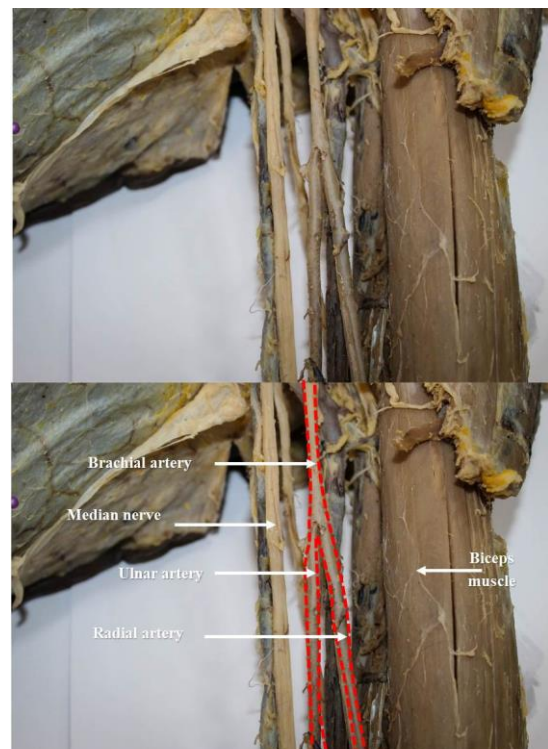 Brachial artery
Median nerve
Ulnar artery
Biceps
muscle
Radial artery